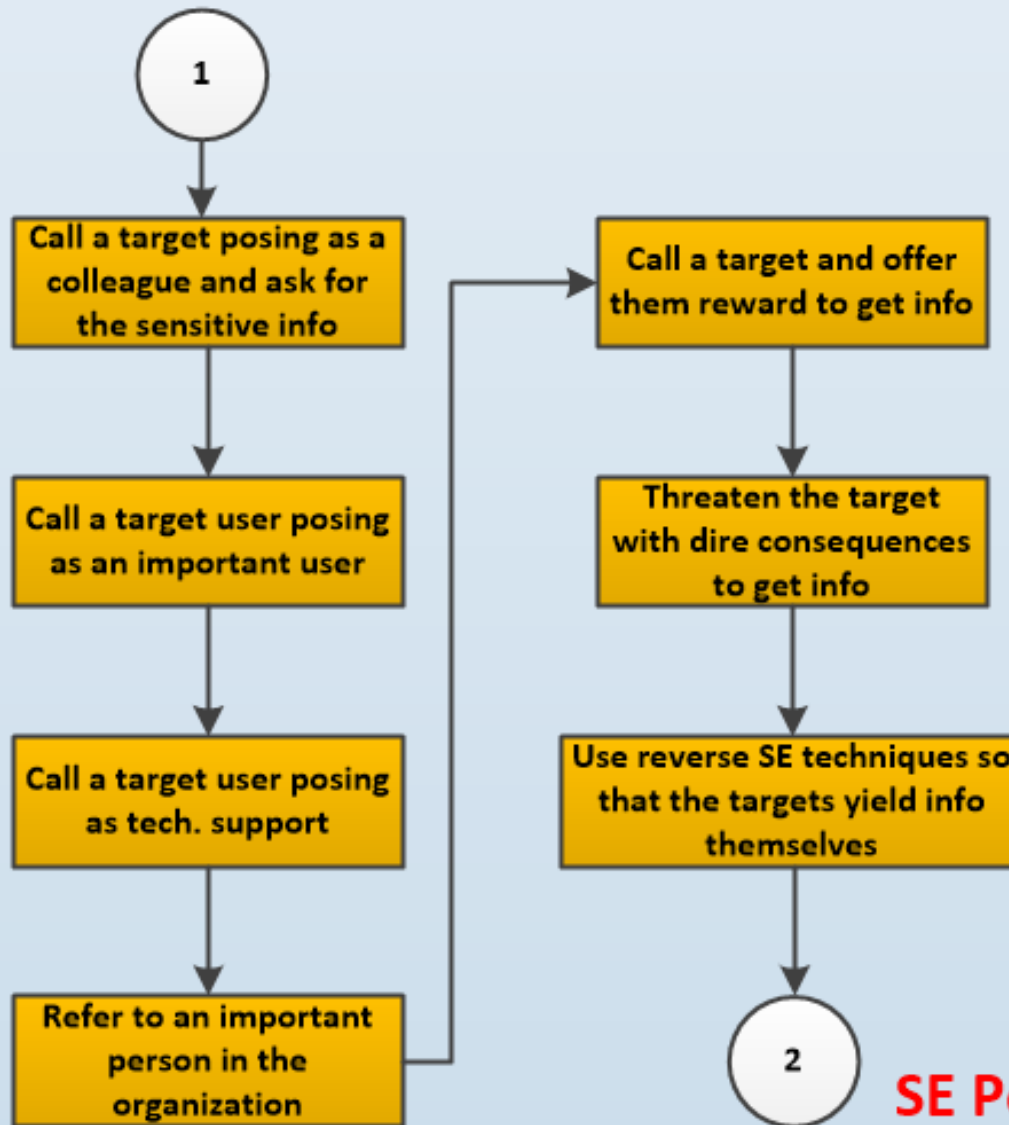 1
Call a target posing as a
colleague and ask for
the sensitive info
Call a target user posing
as an important user
Call a target user posing
as tech. support
Refer to an important
person in the
organization
Call a target and offer
them reward to get info
Threaten the target
with dire consequences
to get info
Use reverse SE techniques so
that the targets yield info
themselves
2
SE